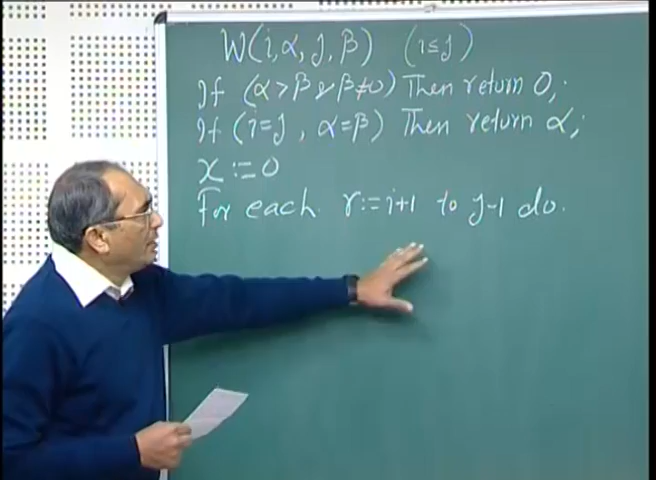 W(i, α, j, β) (i ≤ j)
If (α > β & β ≠ 0) Then return 0;
If (i = j, α = β) Then return α;
x := 0
For each r := i+1 to j-1 do.